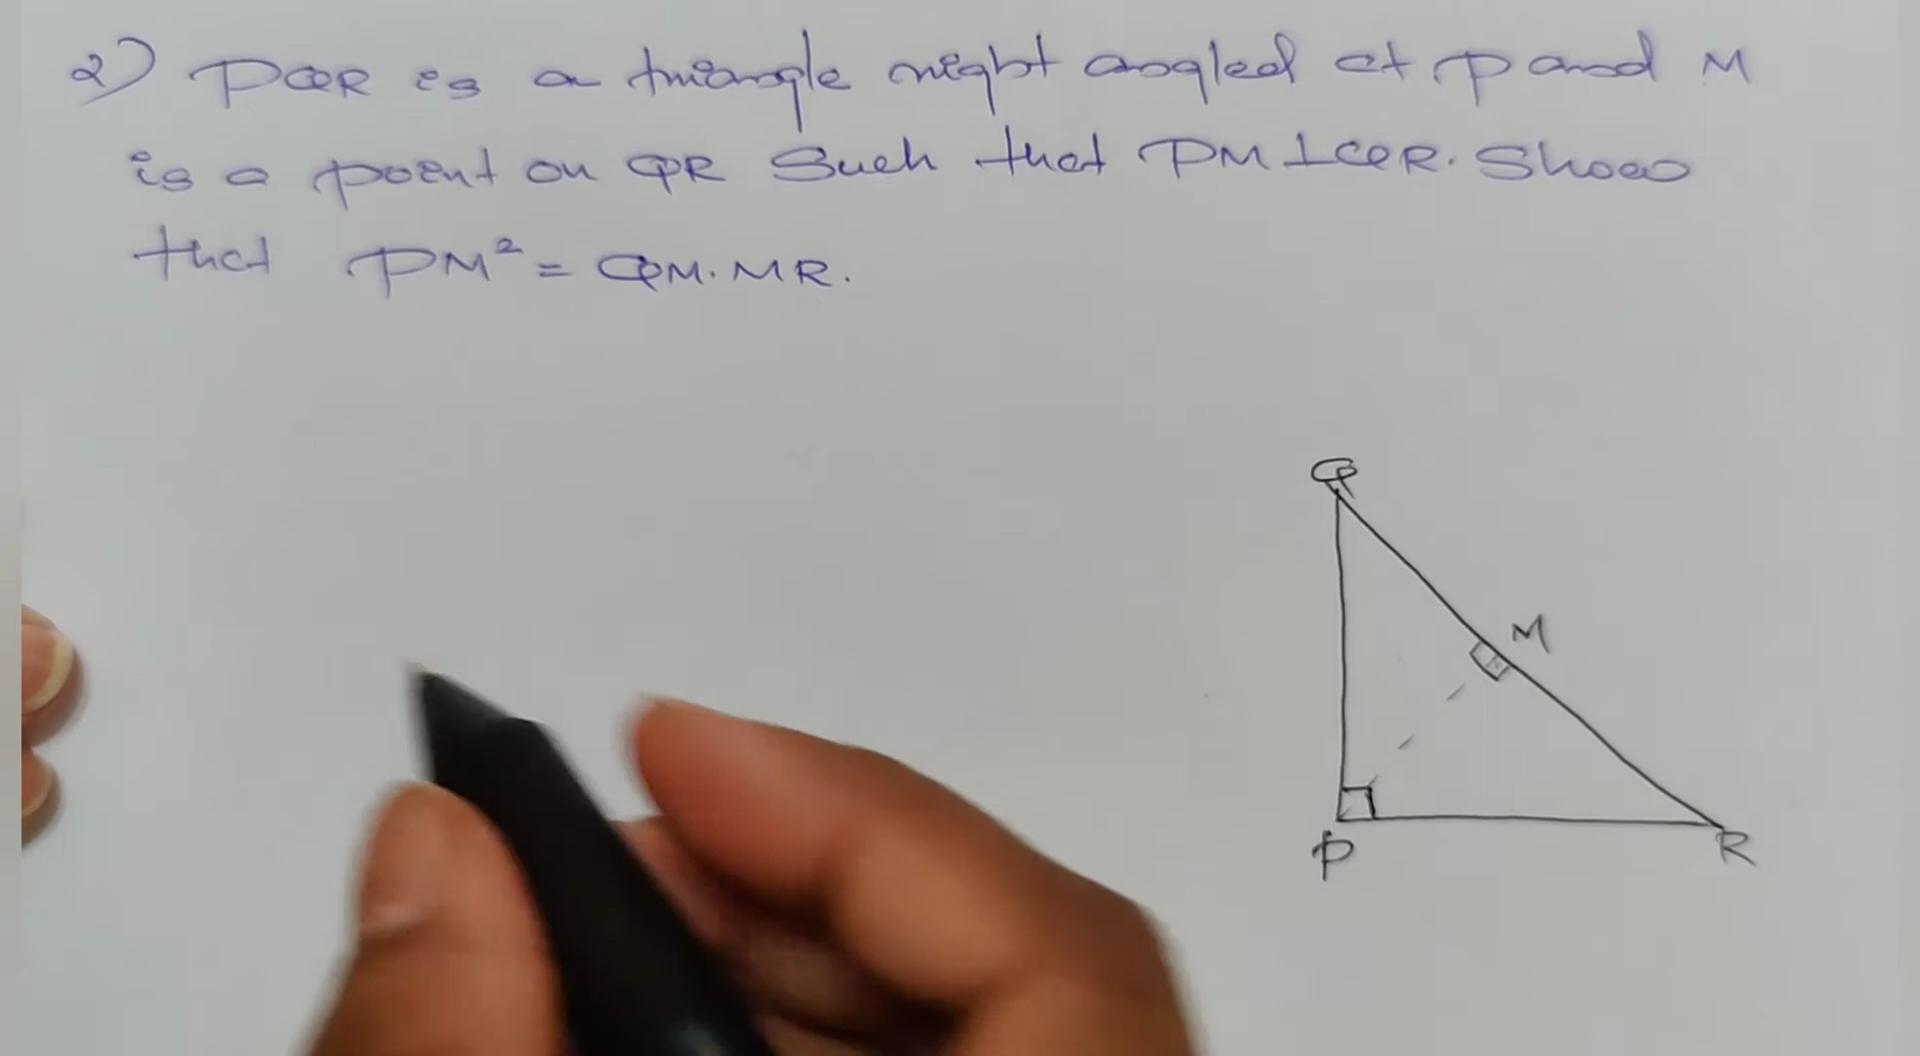 2) PQR is a triangle right angled at P and M
is a point on QR Such that PM ⊥ QR. Show
that PM² = QM. MR.
Q
M
P
R